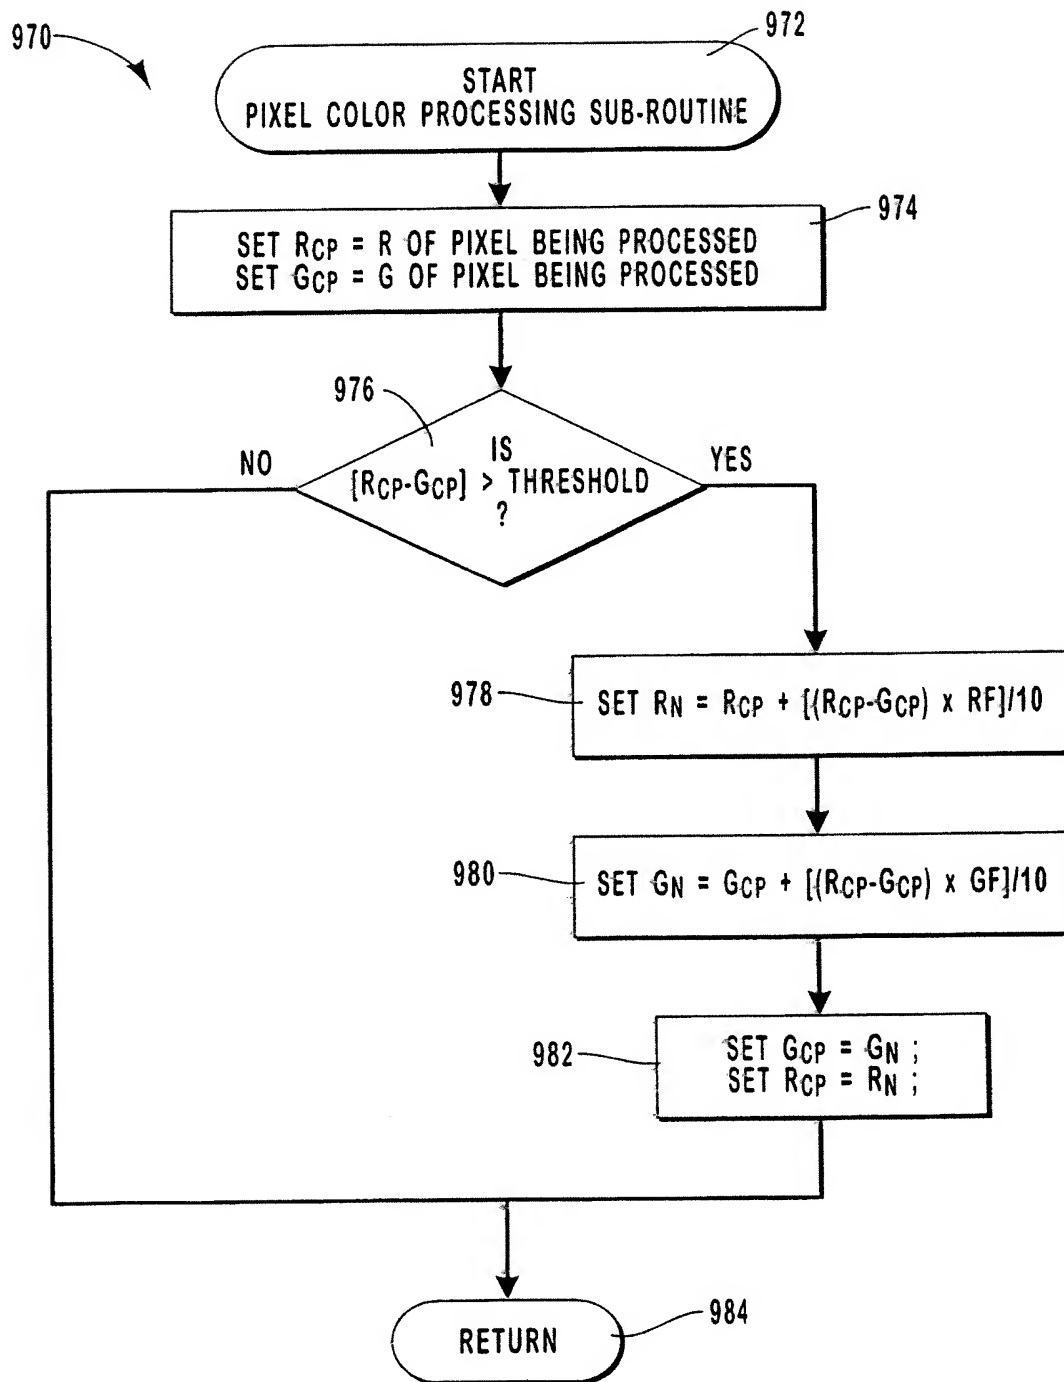 970
972
START
PIXEL COLOR PROCESSING SUB-ROUTINE
974
SET RCP = R OF PIXEL BEING PROCESSED
SET GCP = G OF PIXEL BEING PROCESSED
976
IS
[RCP-GCP] > THRESHOLD
?
NO
YES
978
SET RN = RCP + [(RCP-GCP) x RF]/10
980
SET GN = GCP + [(RCP-GCP) x GF]/10
982
SET GCP = GN ;
SET RCP = RN ;
RETURN
984